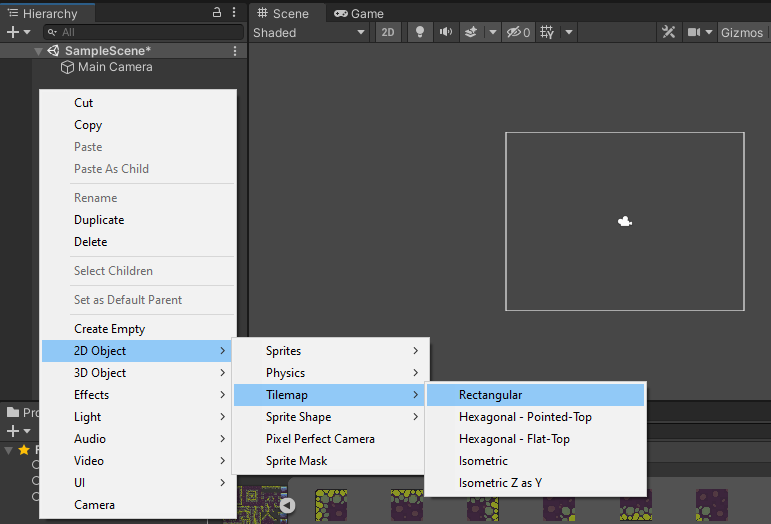 Hierarchy
Scene
Game
All
Shaded
2D
0
Gizmos
SampleScene*
Main Camera
Cut
Copy
Paste
Paste As Child
Rename
Duplicate
Delete
Select Children
Set as Default Parent
Create Empty
2D Object
3D Object
Effects
Light
Audio
Video
UI
Camera
Sprites
Physics
Tilemap
Sprite Shape
Pixel Perfect Camera
Sprite Mask
Rectangular
Hexagonal - Pointed-Top
Hexagonal - Flat-Top
Isometric
Isometric Z as Y